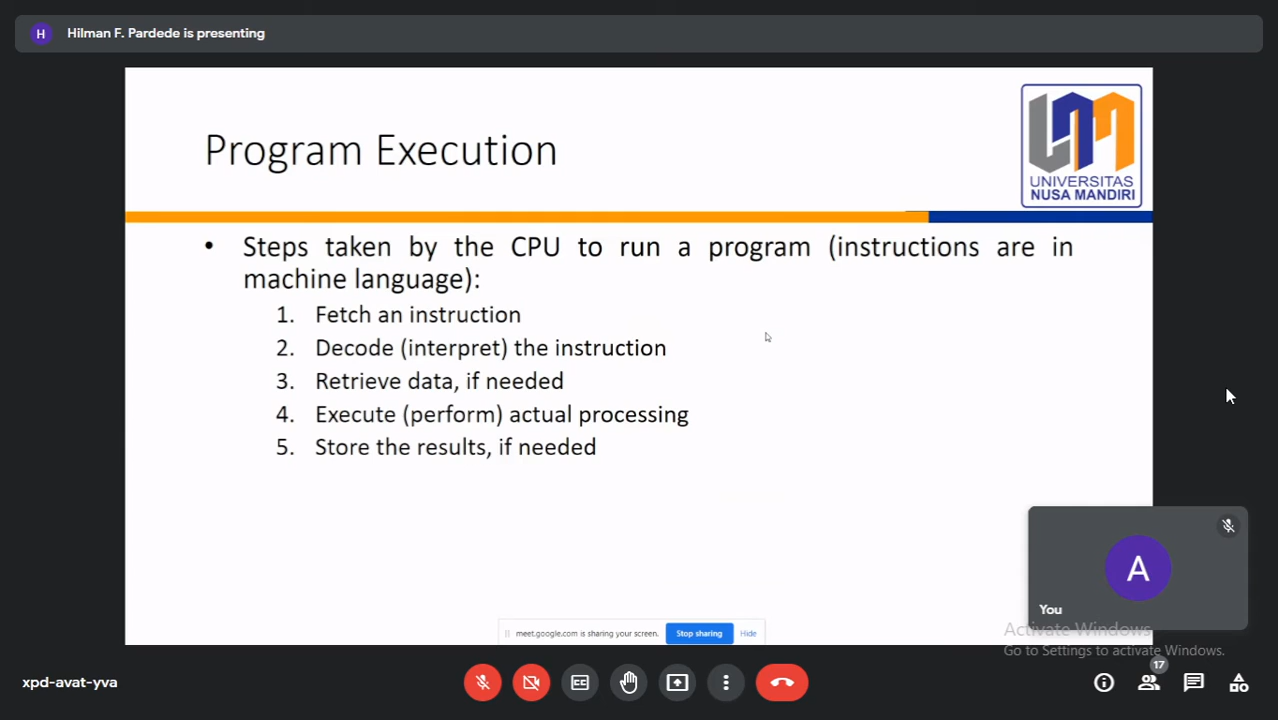 H Hilman F. Pardede is presenting
Program Execution
UNIVERSITAS
NUSA MANDIRI
• Steps taken by the CPU to run a program (instructions are in
machine language):
1. Fetch an instruction
2. Decode (interpret) the instruction
3. Retrieve data, if needed
4. Execute (perform) actual processing
5. Store the results, if needed
A
You
Activate Windows
Go to Settings to activate Windows.
meet.google.com is sharing your screen. Stop sharing Hide
xpd-avat-yva
CC
17